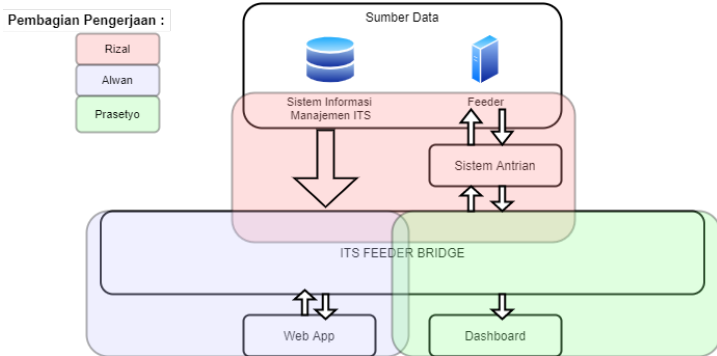 Pembagian Pengerjaan :
Rizal
Alwan
Prasetyo
Sumber Data
Sistem Informasi
Manajemen ITS
Feeder
Sistem Antrian
ITS FEEDER BRIDGE
Web App
Dashboard